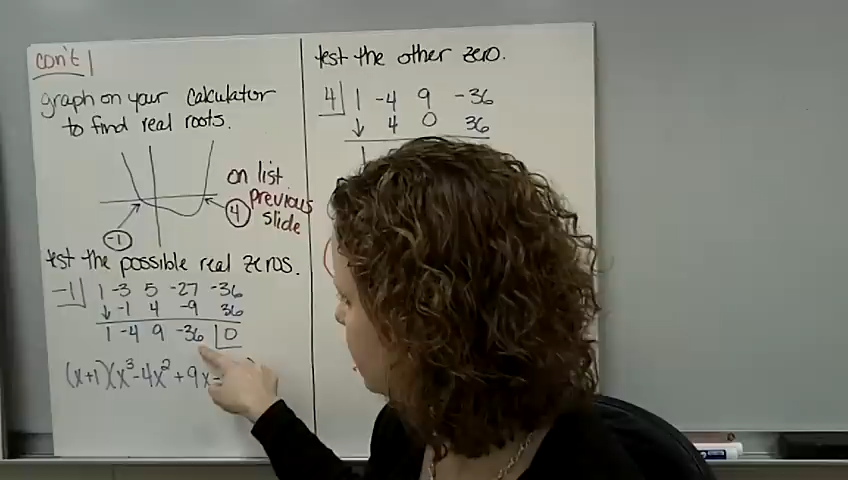 con't
graph on your calculator
to find real roots.
on list
previous
slide
4
-1
test the possible real zeros.
-1| 1 -3 5 -27 -36
↓ -1 4 -9 36
1 -4 9 -36 |0
(x+1)(x³-4x²+9x-
test the other zero.
4| 1 -4 9 -36
↓ 4 0 36